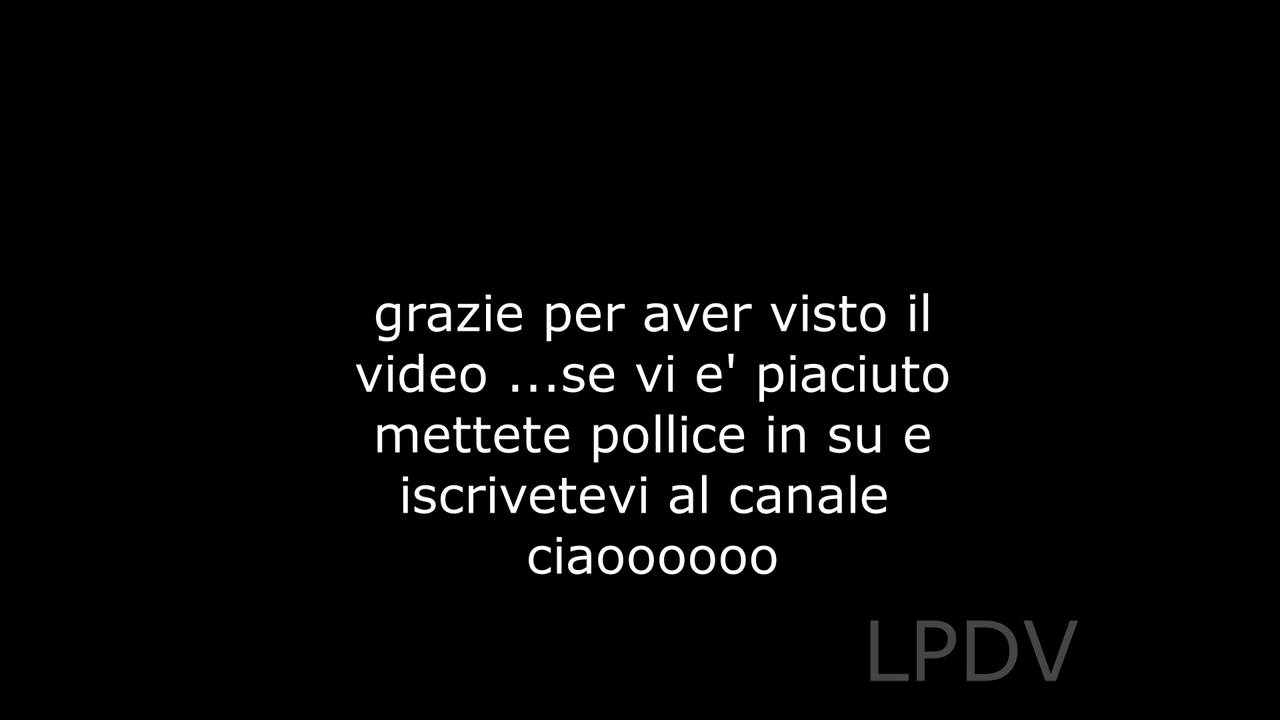 grazie per aver visto il
video ...se vi e' piaciuto
mettete pollice in su e
iscrivetevi al canale
ciaoooooo
LPDV